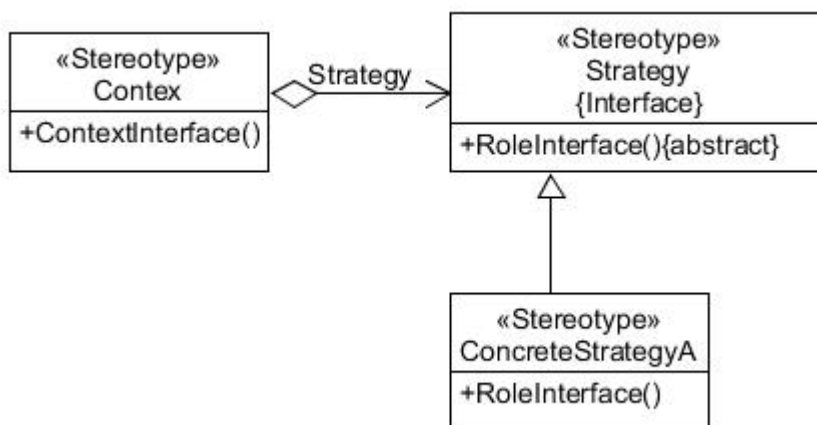 «Stereotype»
Contex
+ContextInterface()
Strategy
«Stereotype»
Strategy
{Interface}
+RoleInterface(){abstract}
«Stereotype»
ConcreteStrategyA
+RoleInterface()